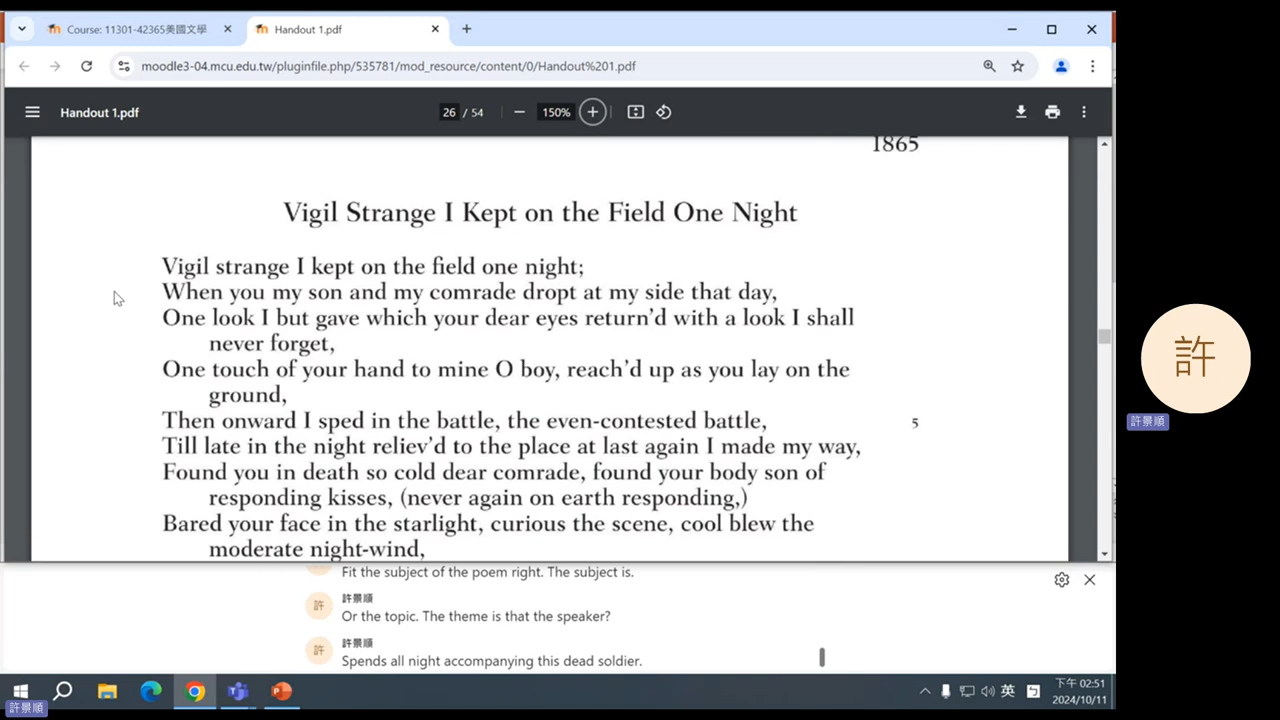 Course: 11301-42365美國文學
Handout 1.pdf
moodle3-04.mcu.edu.tw/pluginfile.php/535781/mod_resource/content/0/Handout%201.pdf
Handout 1.pdf
26 / 54
150%
1865
Vigil Strange I Kept on the Field One Night
Vigil strange I kept on the field one night;
When you my son and my comrade dropt at my side that day,
One look I but gave which your dear eyes return’d with a look I shall
never forget,
One touch of your hand to mine O boy, reach’d up as you lay on the
ground,
Then onward I sped in the battle, the even-contested battle, 5
Till late in the night reliev’d to the place at last again I made my way,
Found you in death so cold dear comrade, found your body son of
responding kisses, (never again on earth responding,)
Bared your face in the starlight, curious the scene, cool blew the
moderate night-wind,
Fit the subject of the poem right. The subject is.
許
許景順
Or the topic. The theme is that the speaker?
許
許景順
Spends all night accompanying this dead soldier.
許
許景順
英
下午 02:51
2024/10/11
許景順